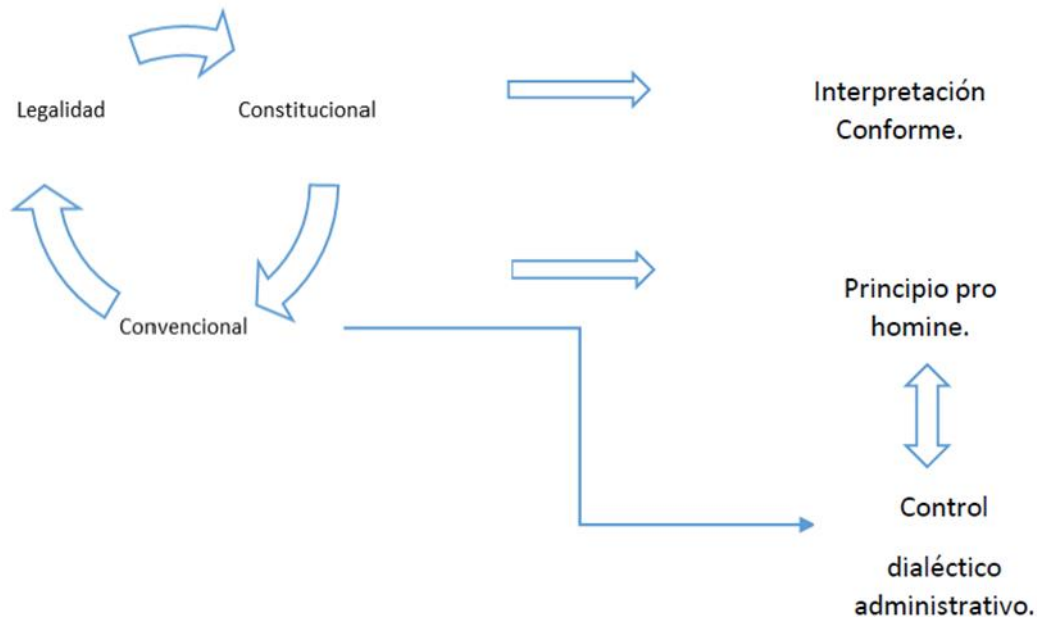 Legalidad
Constitucional
Interpretación
Conforme.
Convencional
Principio pro
homine.
Control
dialéctico
administrativo.